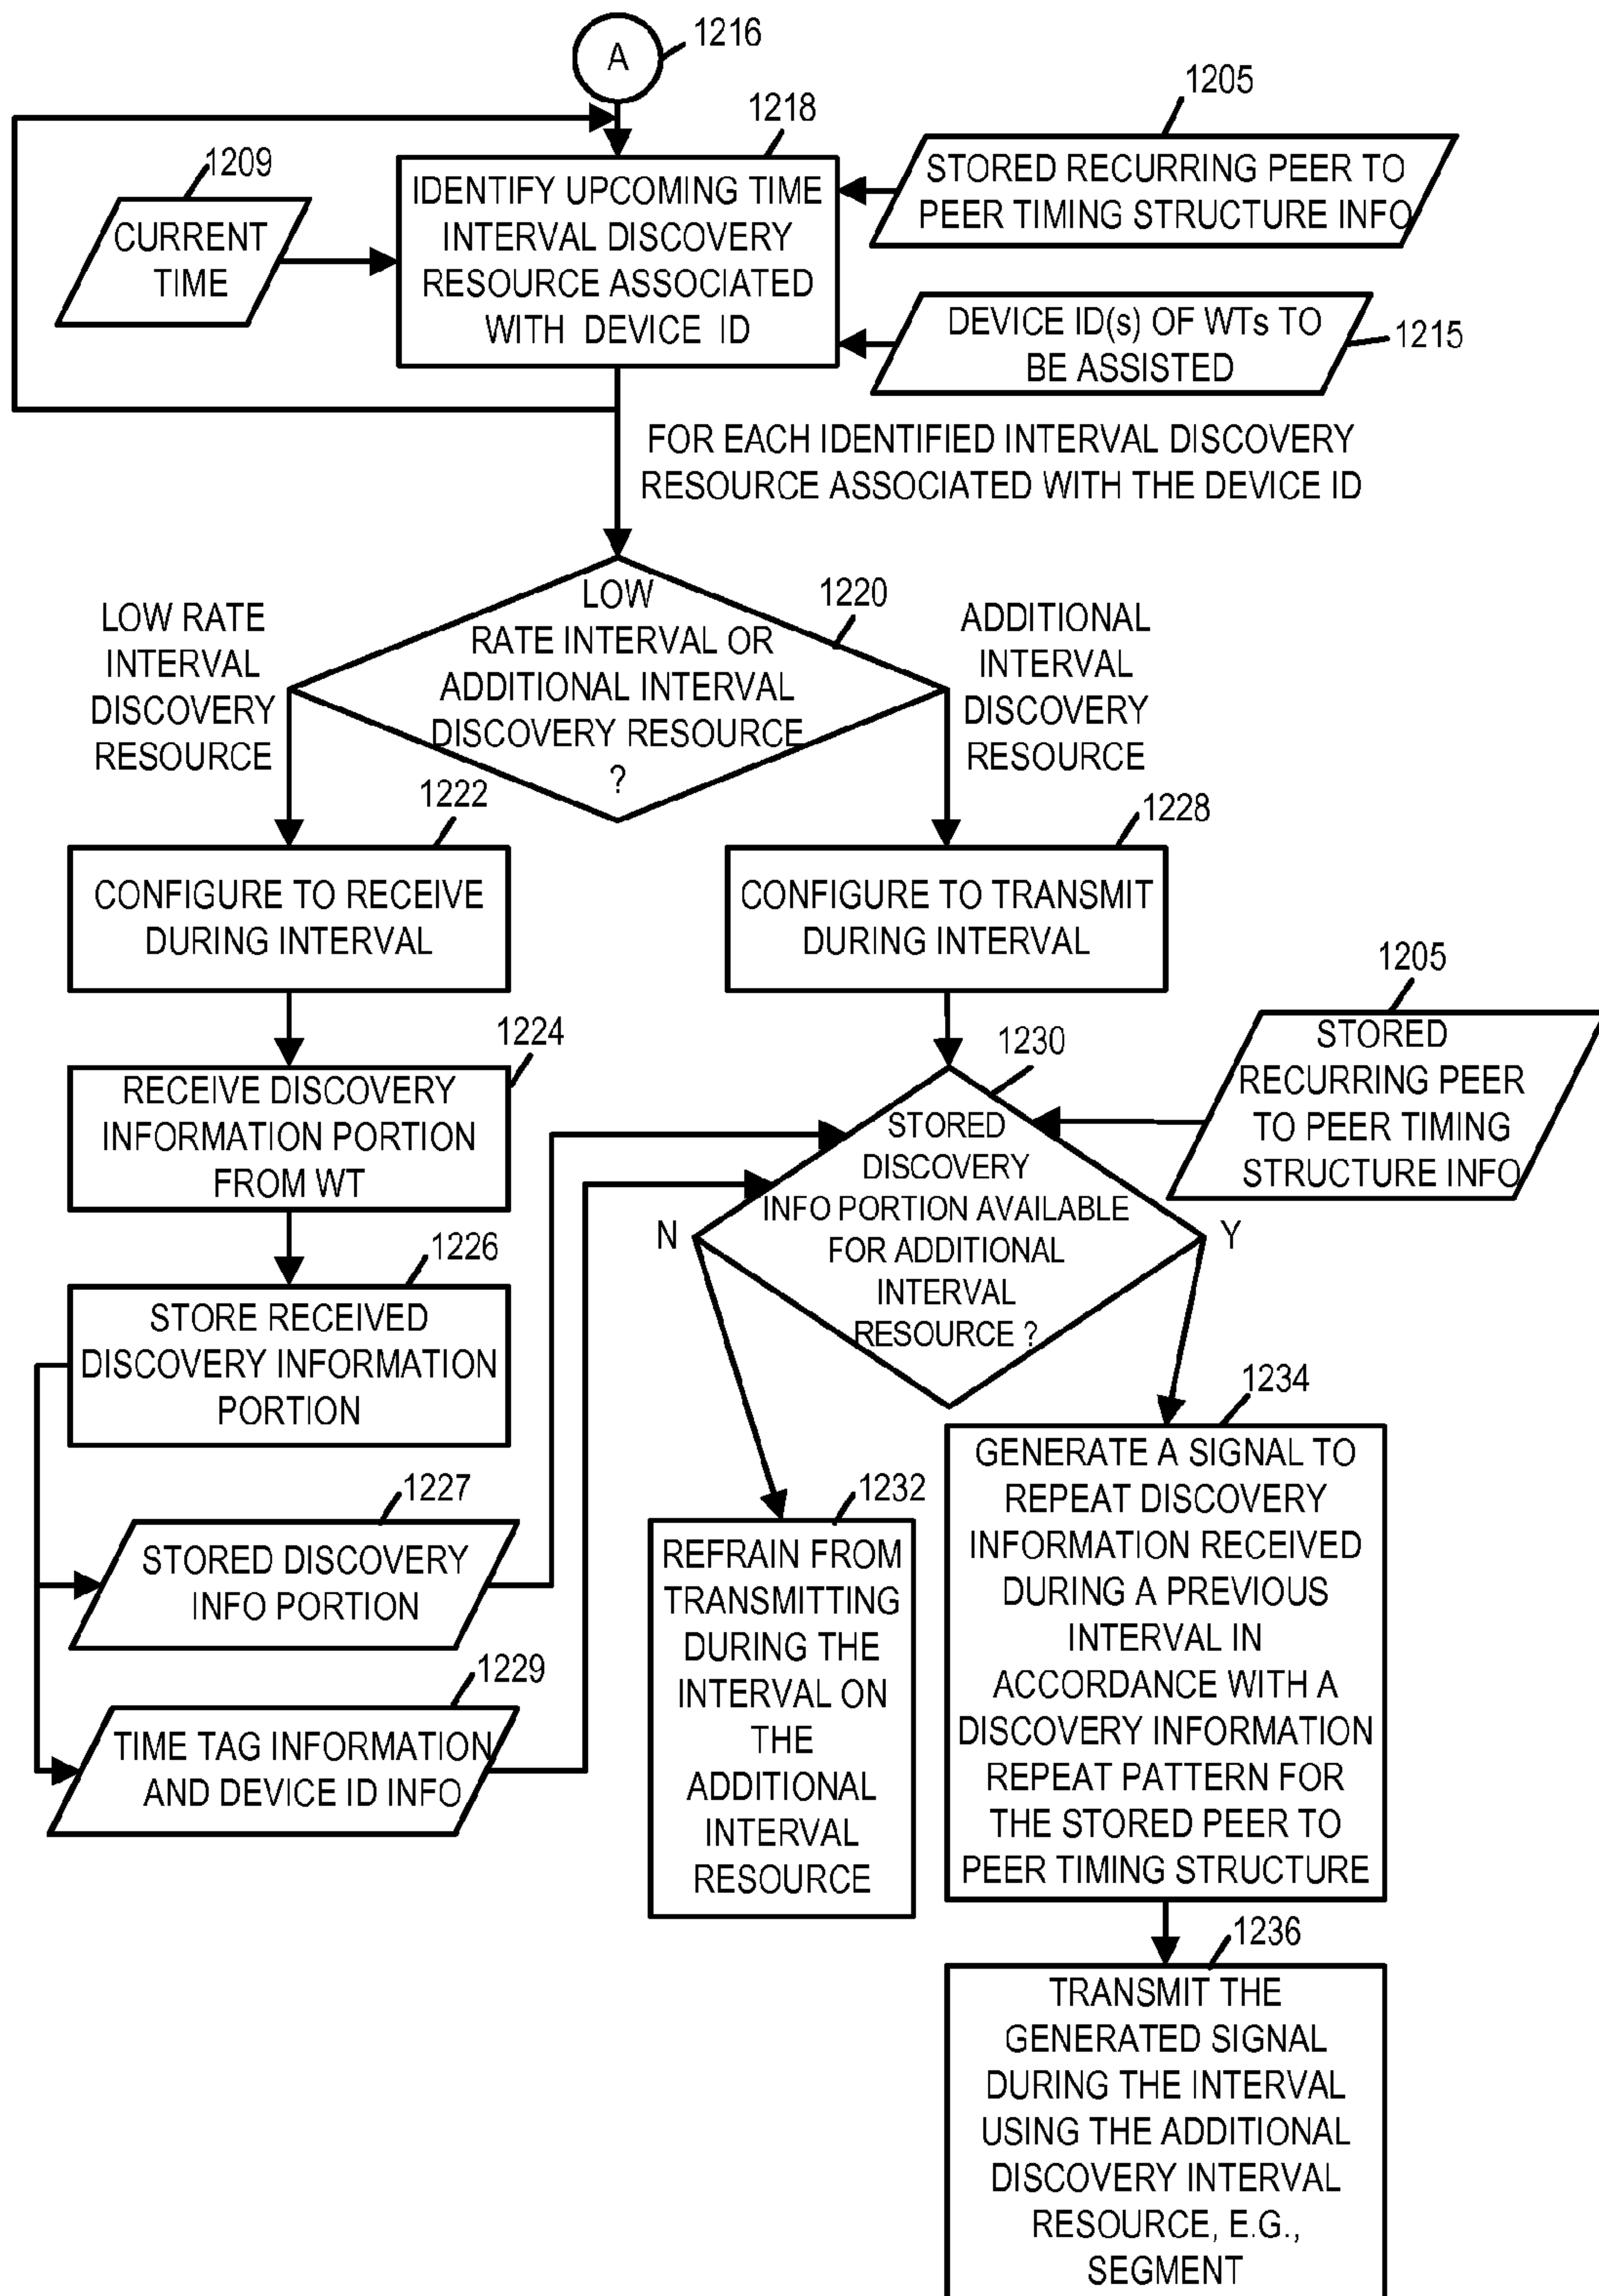 A
1216
1205
1218
1209
CURRENT
TIME
IDENTIFY UPCOMING TIME
INTERVAL DISCOVERY
RESOURCE ASSOCIATED
WITH DEVICE ID
STORED RECURRING PEER TO
PEER TIMING STRUCTURE INFO
DEVICE ID(s) OF WTs TO
BE ASSISTED
1215
FOR EACH IDENTIFIED INTERVAL DISCOVERY
RESOURCE ASSOCIATED WITH THE DEVICE ID
LOW RATE
INTERVAL
DISCOVERY
RESOURCE
LOW
RATE INTERVAL OR
ADDITIONAL INTERVAL
DISCOVERY RESOURCE
?
1220
ADDITIONAL
INTERVAL
DISCOVERY
RESOURCE
1222
CONFIGURE TO RECEIVE
DURING INTERVAL
1228
CONFIGURE TO TRANSMIT
DURING INTERVAL
1224
RECEIVE DISCOVERY
INFORMATION PORTION
FROM WT
1230
STORED
DISCOVERY
INFO PORTION AVAILABLE
FOR ADDITIONAL
INTERVAL
RESOURCE ?
N
Y
1205
STORED
RECURRING PEER
TO PEER TIMING
STRUCTURE INFO
1226
STORE RECEIVED
DISCOVERY INFORMATION
PORTION
1227
STORED DISCOVERY
INFO PORTION
1229
TIME TAG INFORMATION
AND DEVICE ID INFO
1232
REFRAIN FROM
TRANSMITTING
DURING THE
INTERVAL ON
THE
ADDITIONAL
INTERVAL
RESOURCE
1234
GENERATE A SIGNAL TO
REPEAT DISCOVERY
INFORMATION RECEIVED
DURING A PREVIOUS
INTERVAL IN
ACCORDANCE WITH A
DISCOVERY INFORMATION
REPEAT PATTERN FOR
THE STORED PEER TO
PEER TIMING STRUCTURE
1236
TRANSMIT THE
GENERATED SIGNAL
DURING THE INTERVAL
USING THE ADDITIONAL
DISCOVERY INTERVAL
RESOURCE, E.G.,
SEGMENT